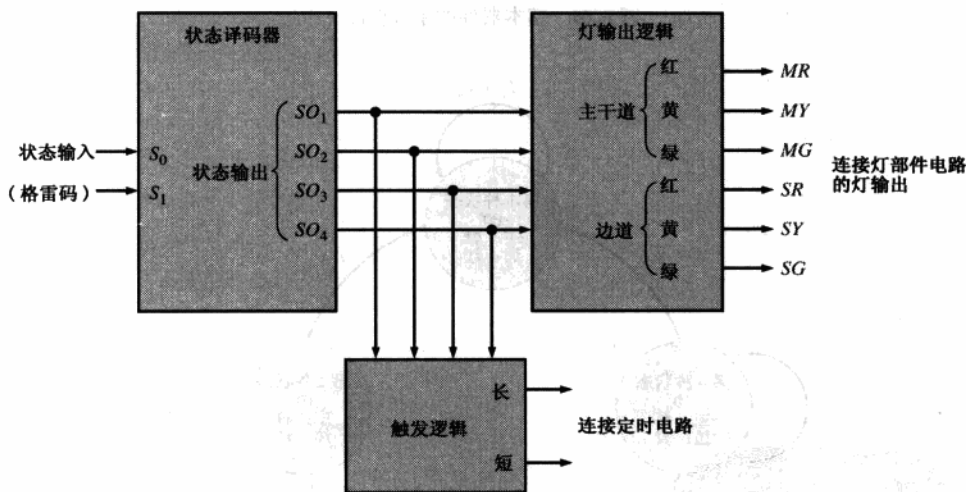 状态译码器
状态输入
(格雷码)
S0
S1
状态输出
SO1
SO2
SO3
SO4
灯输出逻辑
主干道
红
黄
绿
边道
红
黄
绿
MR
MY
MG
SR
SY
SG
连接灯部件电路
的灯输出
触发逻辑
长
短
连接定时电路